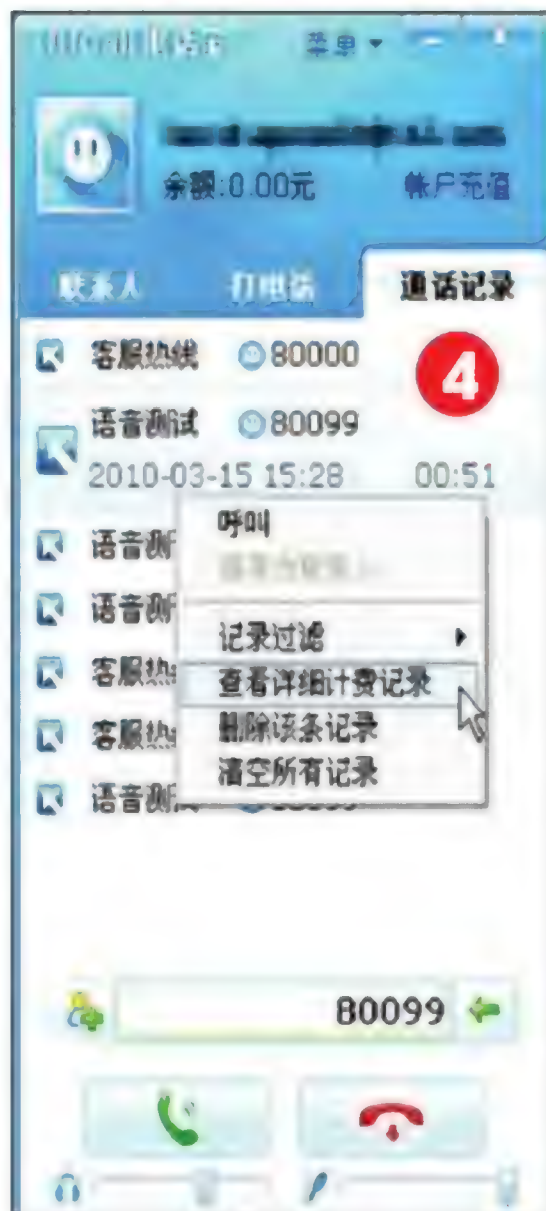 菜单
余额:0.00元 帐户充值
联系人 打电话 通话记录
客服热线 80000
4
语音测试 80099
2010-03-15 15:28 00:51
呼叫
语音测
语音测
记录过滤
客服热
查看详细计费记录
客服热
删除该条记录
清空所有记录
语音测
80099